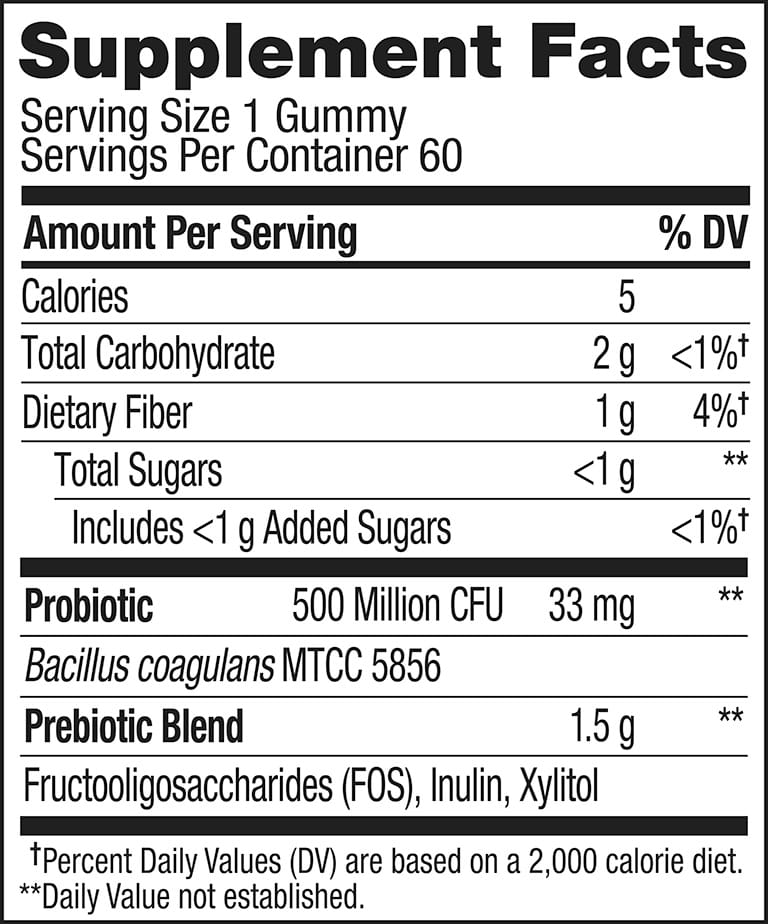 Supplement Facts
Serving Size 1 Gummy
Servings Per Container 60
Amount Per Serving % DV
Calories 5
Total Carbohydrate 2 g <1%†
Dietary Fiber 1 g 4%†
Total Sugars <1 g **
Includes <1 g Added Sugars <1%†
Probiotic 500 Million CFU 33 mg **
Bacillus coagulans MTCC 5856
Prebiotic Blend 1.5 g **
Fructooligosaccharides (FOS), Inulin, Xylitol
†Percent Daily Values (DV) are based on a 2,000 calorie diet.
**Daily Value not established.